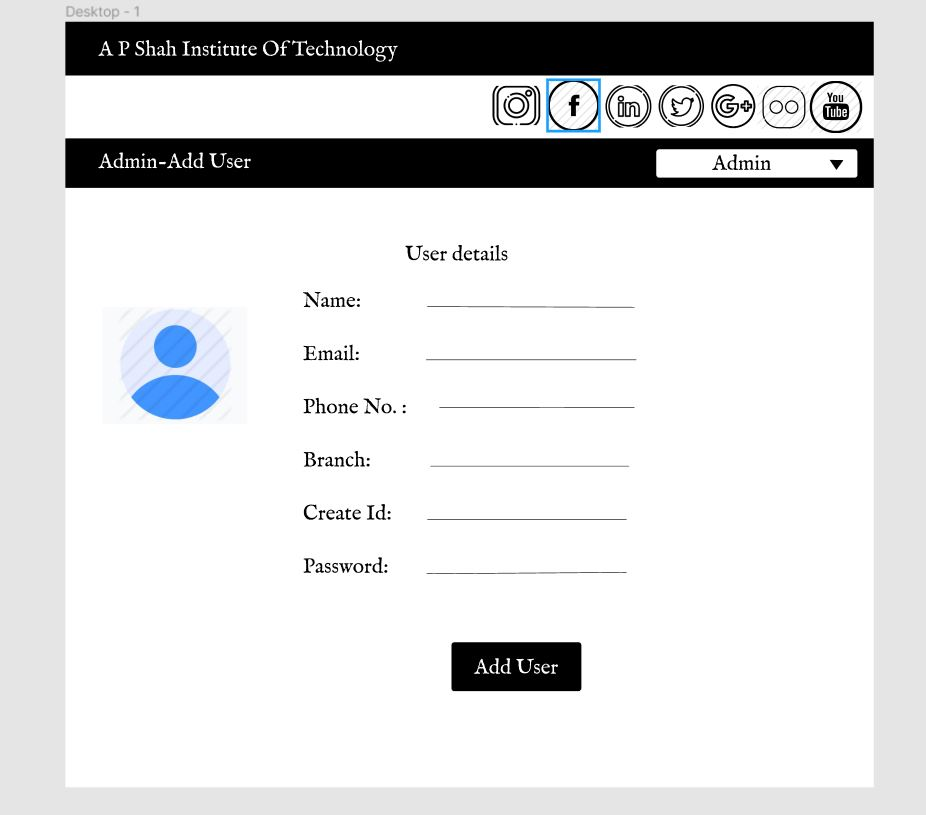 Desktop - 1
A P Shah Institute Of Technology
f in G+ You
Tube
Admin-Add User
Admin
User details
Name:
Email:
Phone No. :
Branch:
Create Id:
Password:
Add User